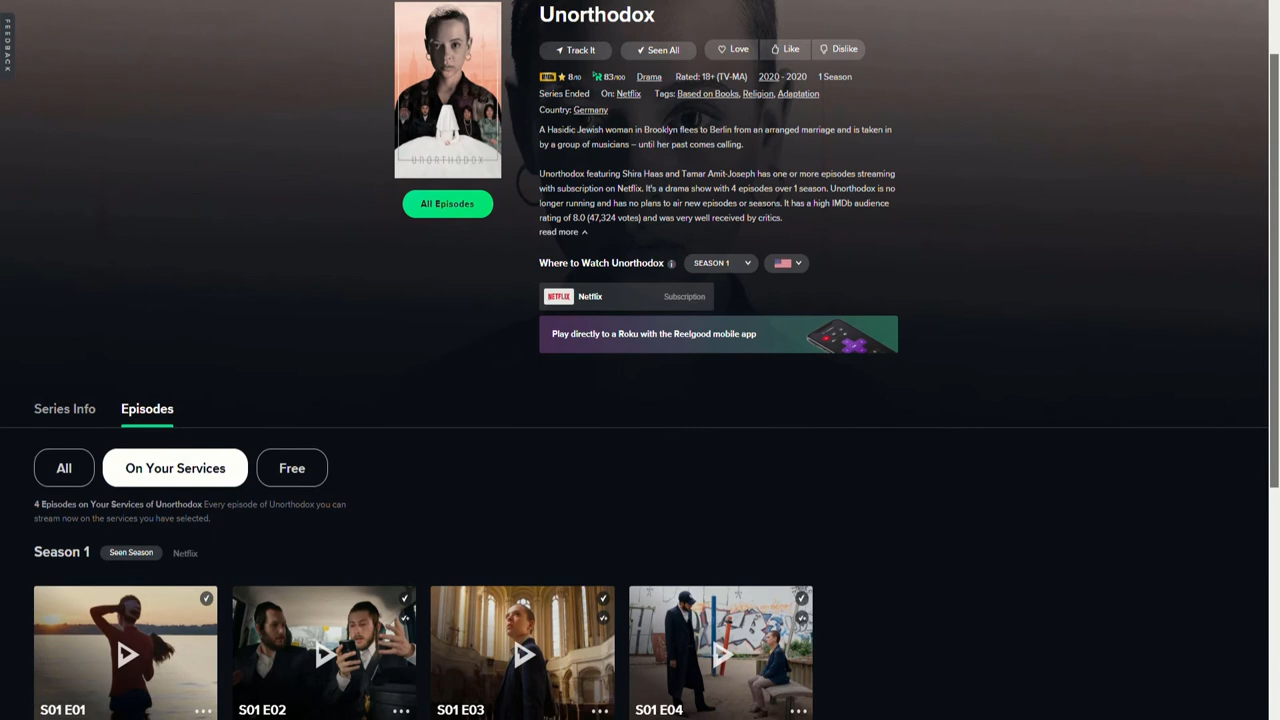 FEEDBACK
Unorthodox
Track It
Seen All
Love
Like
Dislike
IMDb 8/10 83/100 Drama Rated: 18+ (TV-MA) 2020 - 2020 1 Season
Series Ended On: Netflix Tags: Based on Books, Religion, Adaptation
Country: Germany
A Hasidic Jewish woman in Brooklyn flees to Berlin from an arranged marriage and is taken in
by a group of musicians – until her past comes calling.
Unorthodox featuring Shira Haas and Tamar Amit-Joseph has one or more episodes streaming
with subscription on Netflix. It's a drama show with 4 episodes over 1 season. Unorthodox is no
longer running and has no plans to air new episodes or seasons. It has a high IMDb audience
rating of 8.0 (47,324 votes) and was very well received by critics.
read more
UNORTHODOX
All Episodes
Where to Watch Unorthodox SEASON 1
NETFLIX Netflix Subscription
Play directly to a Roku with the Reelgood mobile app
Series Info Episodes
All On Your Services Free
4 Episodes on Your Services of Unorthodox Every episode of Unorthodox you can
stream now on the services you have selected.
Season 1 Seen Season Netflix
S01 E01
S01 E02
S01 E03
S01 E04